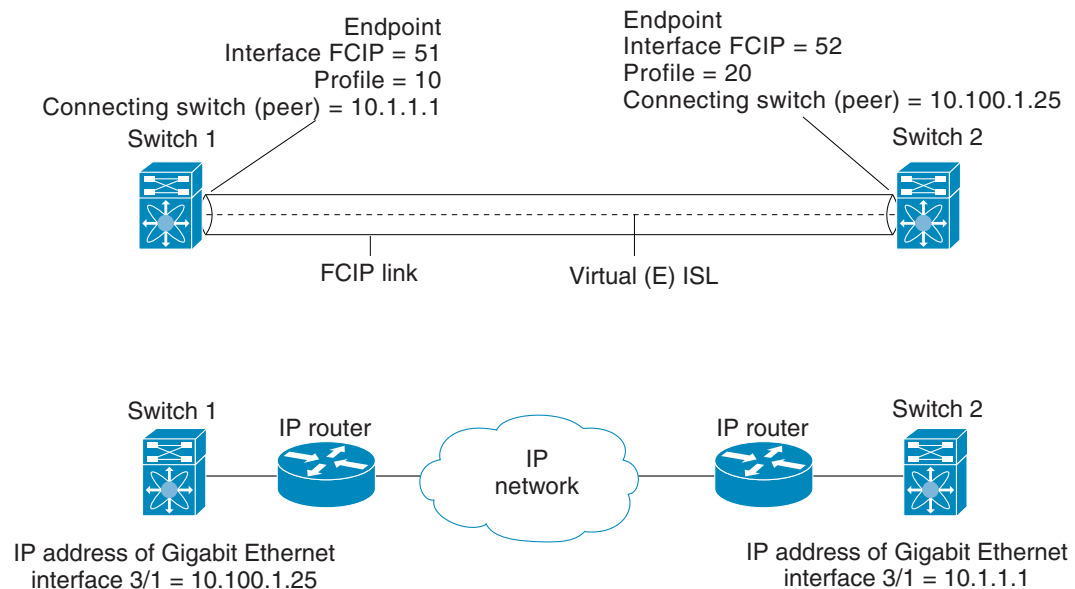 Endpoint
Interface FCIP = 51
Profile = 10
Connecting switch (peer) = 10.1.1.1
Endpoint
Interface FCIP = 52
Profile = 20
Connecting switch (peer) = 10.100.1.25
Switch 1
Switch 2
FCIP link
Virtual (E) ISL
Switch 1
IP router
IP
network
IP router
Switch 2
IP address of Gigabit Ethernet
interface 3/1 = 10.100.1.25
IP address of Gigabit Ethernet
interface 3/1 = 10.1.1.1